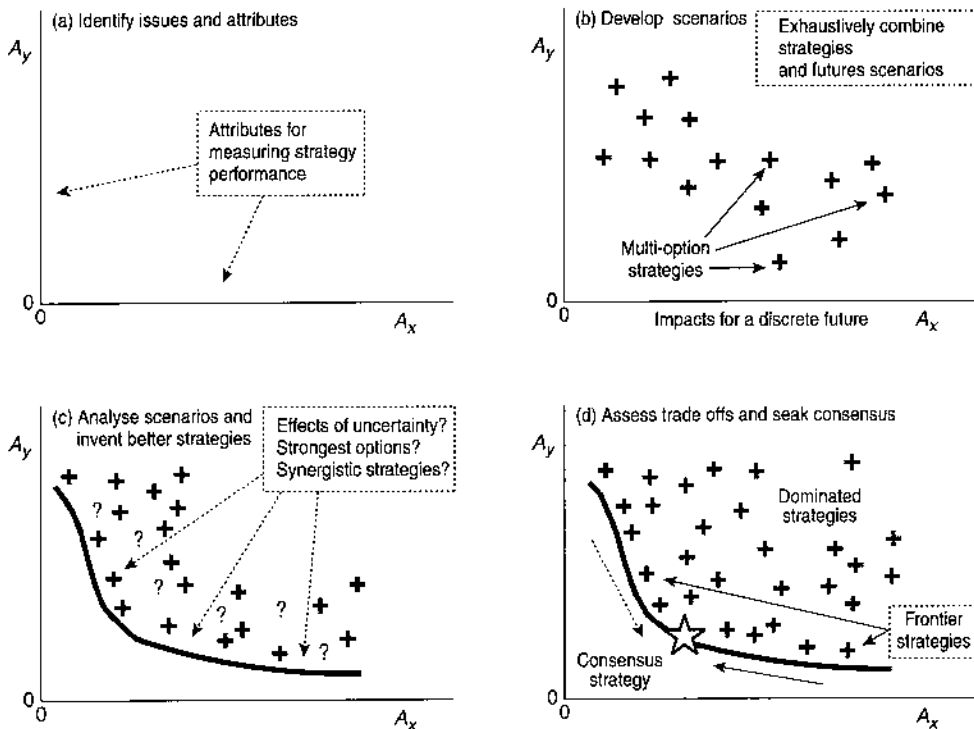 (a) Identify issues and attributes
A_y
Attributes for
measuring strategy
performance
0
0
A_x
(b) Develop scenarios
A_y
Exhaustively combine
strategies
and futures scenarios
Multi-option
strategies
0
0
Impacts for a discrete future
A_x
(c) Analyse scenarios and
invent better strategies
A_y
Effects of uncertainty?
Strongest options?
Synergistic strategies?
?
?
?
?
?
?
0
0
A_x
(d) Assess trade offs and seak consensus
A_y
Dominated
strategies
Frontier
strategies
Consensus
strategy
0
0
A_x